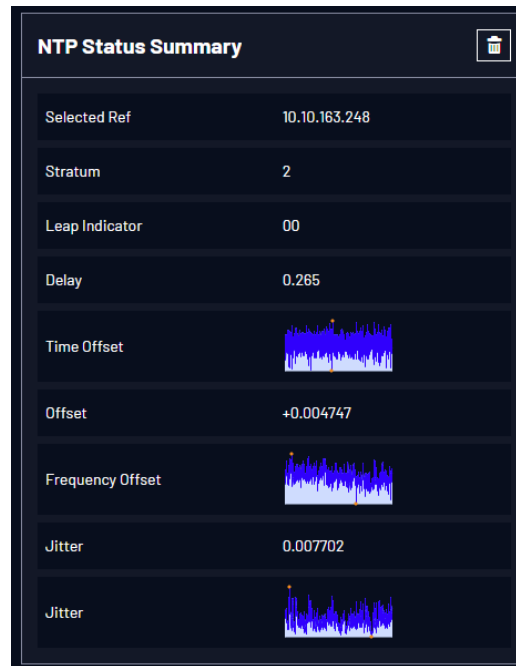 NTP Status Summary
Selected Ref 10.10.163.248
Stratum 2
Leap Indicator 00
Delay 0.265
Time Offset
Offset +0.004747
Frequency Offset
Jitter 0.007702
Jitter